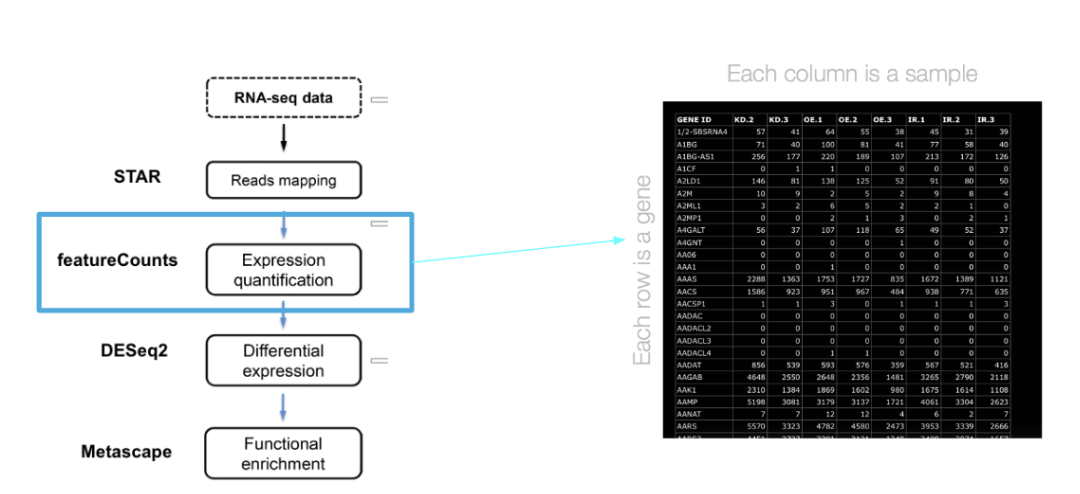 Each column is a sample
RNA-seq data
STAR
Reads mapping
featureCounts
Expression
quantification
DESeq2
Differential
expression
Metascape
Functional
enrichment
Each row is a gene
GENE ID KD.2 KD.3 OE.1 OE.2 OE.3 IR.1 IR.2 IR.3
1/2-SBSRNA4 57 41 64 55 38 45 31 39
A1BG 71 40 100 81 41 77 58 40
A1BG-AS1 256 177 220 189 107 213 172 126
A1CF 0 1 1 0 0 0 0 0
A2LD1 146 81 138 125 52 91 80 50
A2M 10 9 2 5 2 9 8 4
A2ML1 3 2 6 5 2 2 1 0
A2MP1 0 0 2 1 3 0 2 1
A4GALT 56 37 107 118 65 49 52 37
A4GNT 0 0 0 0 1 0 0 0
AA06 0 0 0 0 0 0 0 0
AAA1 0 0 1 0 0 0 0 0
AAAS 2288 1363 1753 1727 835 1672 1389 1121
AACS 1586 923 951 967 484 938 771 635
AACSP1 1 1 3 0 1 1 1 3
AADAC 0 0 0 0 0 0 0 0
AADACL2 0 0 0 0 0 0 0 0
AADACL3 0 0 0 0 0 0 0 0
AADACL4 0 0 1 1 0 0 0 0
AADAT 856 539 593 576 359 567 521 416
AAGAB 4648 2550 2648 2356 1481 3265 2790 2118
AAK1 2310 1384 1869 1602 980 1675 1614 1108
AAMP 5198 3081 3179 3137 1721 4061 3304 2623
AANAT 7 7 12 12 4 6 2 7
AARS 5570 3323 4782 4580 2473 3953 3339 2666